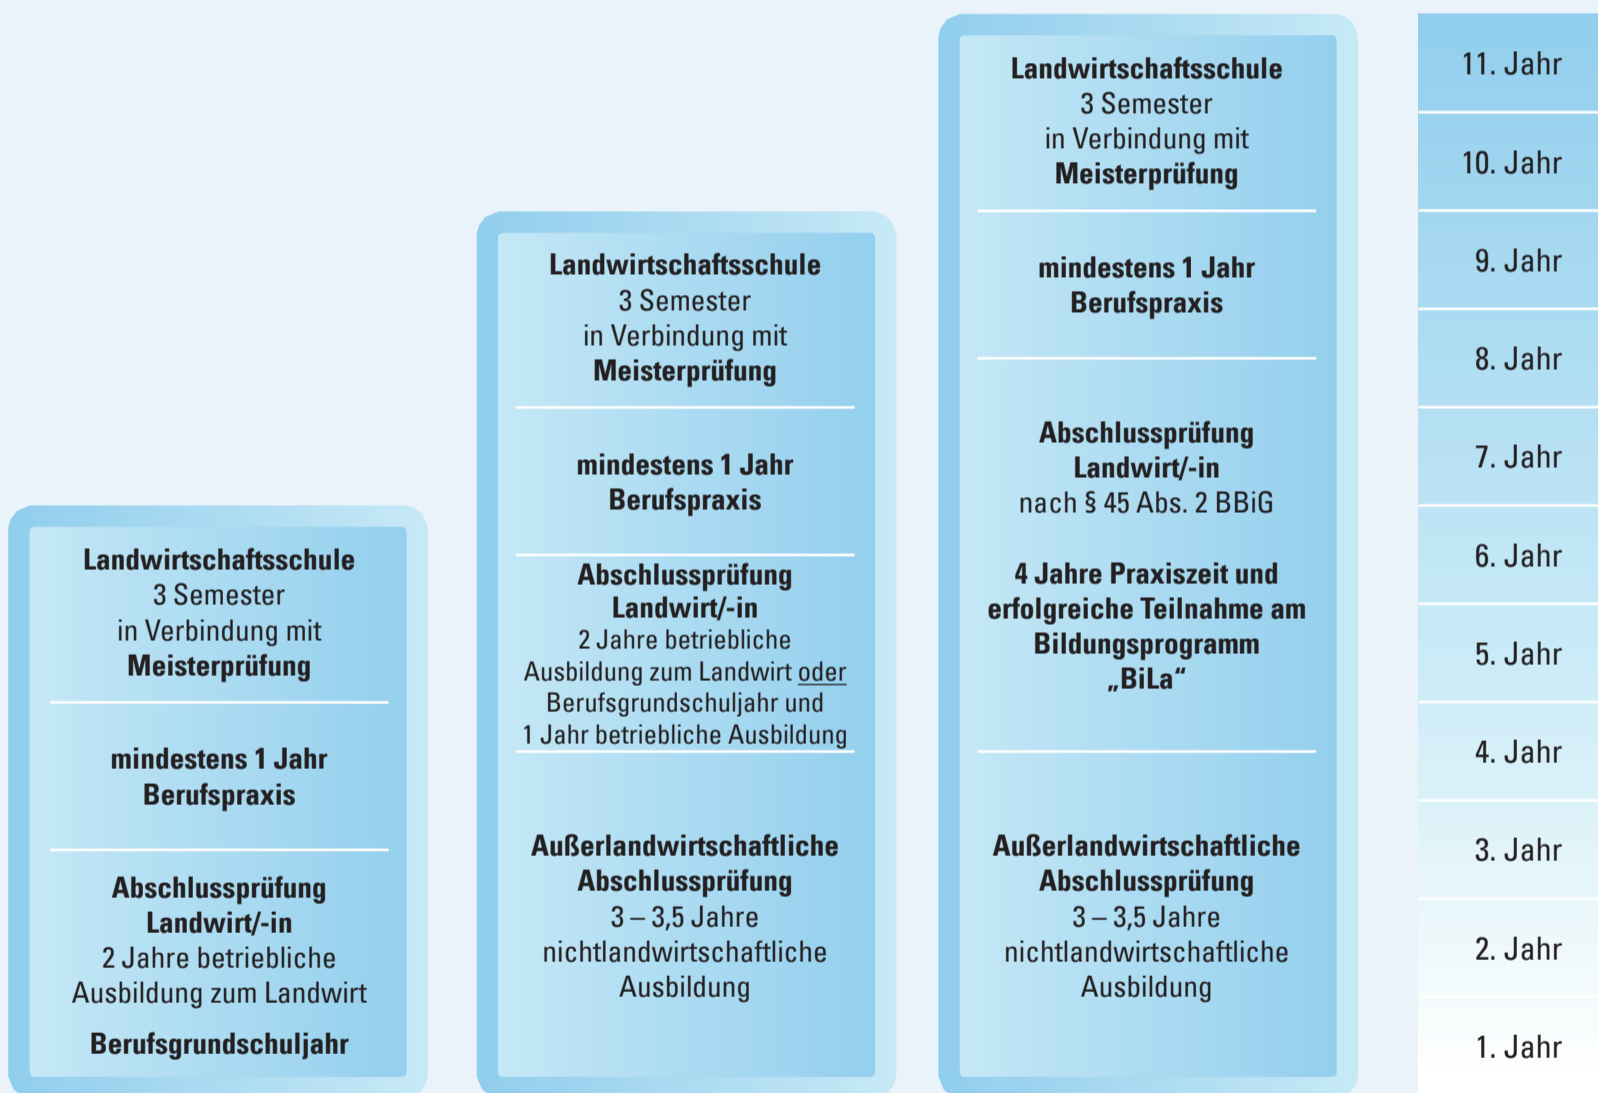 Landwirtschaftsschule
3 Semester
in Verbindung mit
Meisterprüfung
mindestens 1 Jahr
Berufspraxis
Abschlussprüfung
Landwirt/-in
2 Jahre betriebliche
Ausbildung zum Landwirt
Berufsgrundschuljahr
Landwirtschaftsschule
3 Semester
in Verbindung mit
Meisterprüfung
mindestens 1 Jahr
Berufspraxis
Abschlussprüfung
Landwirt/-in
2 Jahre betriebliche
Ausbildung zum Landwirt oder
Berufsgrundschuljahr und
1 Jahr betriebliche Ausbildung
Außerlandwirtschaftliche
Abschlussprüfung
3 – 3,5 Jahre
nichtlandwirtschaftliche
Ausbildung
Landwirtschaftsschule
3 Semester
in Verbindung mit
Meisterprüfung
mindestens 1 Jahr
Berufspraxis
Abschlussprüfung
Landwirt/-in
nach § 45 Abs. 2 BBiG
4 Jahre Praxiszeit und
erfolgreiche Teilnahme am
Bildungsprogramm
„BiLa“
Außerlandwirtschaftliche
Abschlussprüfung
3 – 3,5 Jahre
nichtlandwirtschaftliche
Ausbildung
11. Jahr
10. Jahr
9. Jahr
8. Jahr
7. Jahr
6. Jahr
5. Jahr
4. Jahr
3. Jahr
2. Jahr
1. Jahr